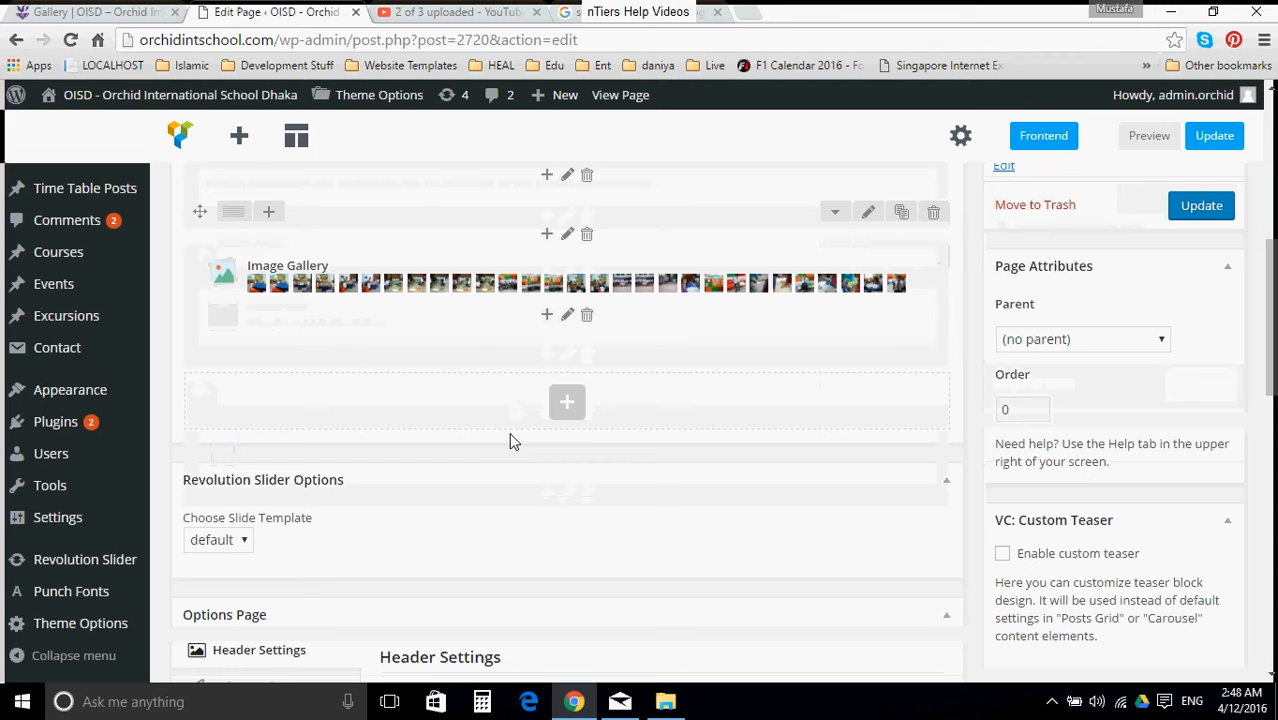 Gallery | OISD – Orchid I
Edit Page ‹ OISD - Orchid
2 of 3 uploaded - YouTub
nTiers Help Videos
Mustafa
orchidintschool.com/wp-admin/post.php?post=2720&action=edit
Apps
LOCALHOST
Islamic
Development Stuff
Website Templates
HEAL
Edu
Ent
daniya
Live
F1 Calendar 2016 - Fo
Singapore Internet Ex
»
Other bookmarks
OISD - Orchid International School Dhaka
Theme Options
4
2
New
View Page
Howdy, admin.orchid
Frontend
Preview
Update
Time Table Posts
Comments 2
Courses
Events
Excursions
Contact
Appearance
Plugins 2
Users
Tools
Settings
Revolution Slider
Punch Fonts
Theme Options
Collapse menu
Image Gallery
Revolution Slider Options
Choose Slide Template
default
Options Page
Header Settings
Header Settings
Edit
Move to Trash
Update
Page Attributes
Parent
(no parent)
Order
0
Need help? Use the Help tab in the upper
right of your screen.
VC: Custom Teaser
Enable custom teaser
Here you can customize teaser block
design. It will be used instead of default
settings in "Posts Grid" or "Carousel"
content elements.
Ask me anything
ENG
2:48 AM
4/12/2016